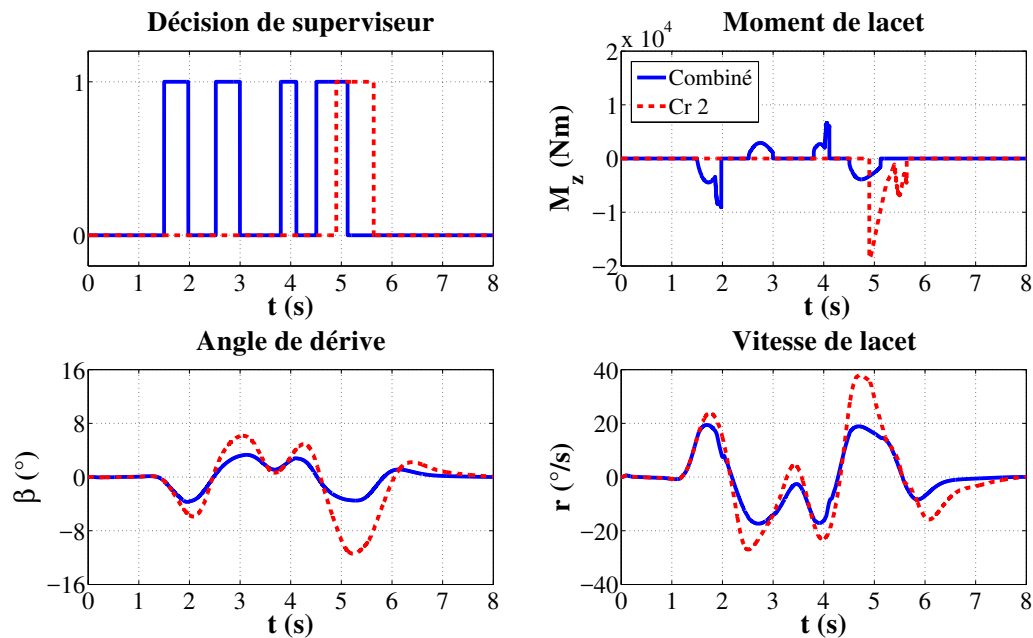 Décision de superviseur
1
0
0 1 2 3 4 5 6 7 8
t (s)
Moment de lacet
x 10⁴
2
1
0
−1
−2
M_z (Nm)
Combiné
Cr 2
0 1 2 3 4 5 6 7 8
t (s)
Angle de dérive
16
8
0
−8
−16
β (°)
0 1 2 3 4 5 6 7 8
t (s)
Vitesse de lacet
40
20
0
−20
−40
r (°/s)
0 1 2 3 4 5 6 7 8
t (s)